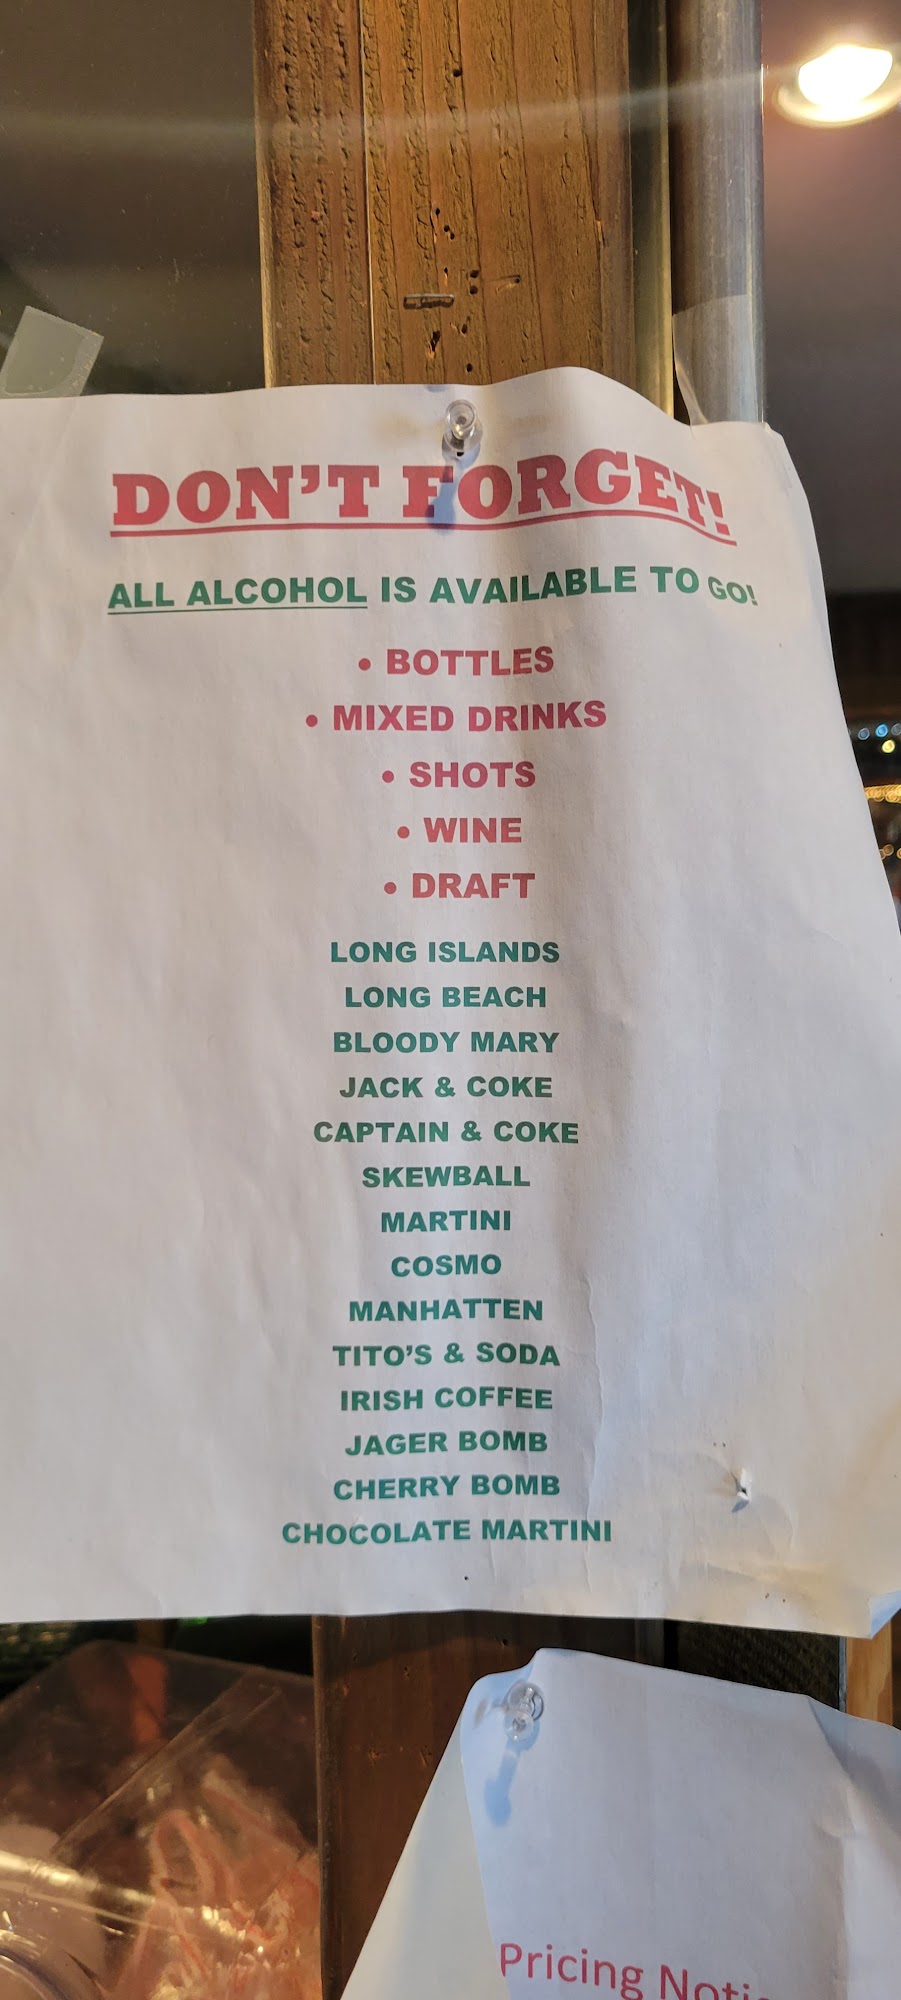 DON'T FORGET!
ALL ALCOHOL IS AVAILABLE TO GO!
• BOTTLES
• MIXED DRINKS
• SHOTS
• WINE
• DRAFT
LONG ISLANDS
LONG BEACH
BLOODY MARY
JACK & COKE
CAPTAIN & COKE
SKEWBALL
MARTINI
COSMO
MANHATTEN
TITO'S & SODA
IRISH COFFEE
JAGER BOMB
CHERRY BOMB
CHOCOLATE MARTINI
Pricing